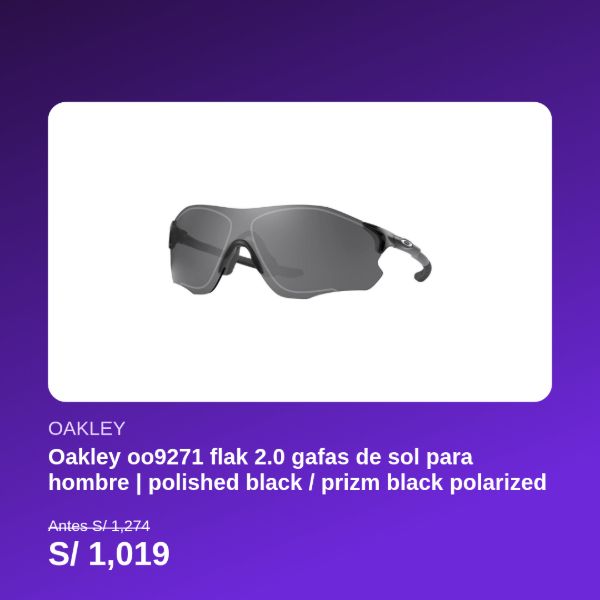 OAKLEY
Oakley oo9271 flak 2.0 gafas de sol para
hombre | polished black / prizm black polarized
Antes S/ 1,274
S/ 1,019